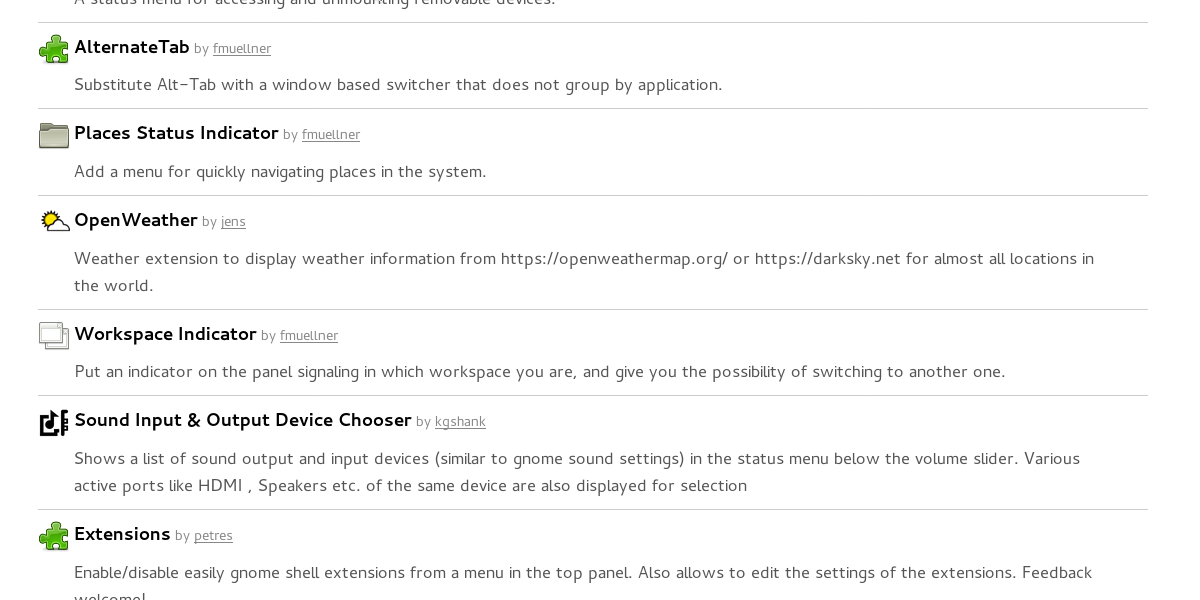 A status menu for accessing and unmounting removable devices.
AlternateTab by fmuellner
Substitute Alt-Tab with a window based switcher that does not group by application.
Places Status Indicator by fmuellner
Add a menu for quickly navigating places in the system.
OpenWeather by jens
Weather extension to display weather information from https://openweathermap.org/ or https://darksky.net for almost all locations in
the world.
Workspace Indicator by fmuellner
Put an indicator on the panel signaling in which workspace you are, and give you the possibility of switching to another one.
Sound Input & Output Device Chooser by kgshank
Shows a list of sound output and input devices (similar to gnome sound settings) in the status menu below the volume slider. Various
active ports like HDMI , Speakers etc. of the same device are also displayed for selection
Extensions by petres
Enable/disable easily gnome shell extensions from a menu in the top panel. Also allows to edit the settings of the extensions. Feedback
welcome!